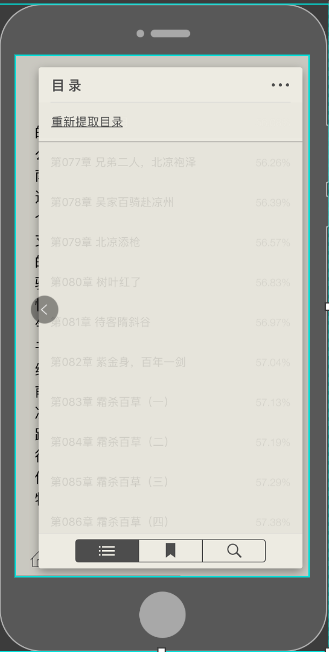 目录
重新提取目录
第077章 兄弟二人，北凉袍泽 56.26%
第078章 吴家百骑赴凉州 56.39%
第079章 北凉酒枪 56.57%
第080章 树叶红了 56.83%
第081章 待客隋斜谷 56.97%
第082章 紫金身，百年一剑 57.04%
第083章 霜杀百草（一） 57.13%
第084章 霜杀百草（二） 57.19%
第085章 霜杀百草（三） 57.29%
第086章 霜杀百草（四） 57.36%